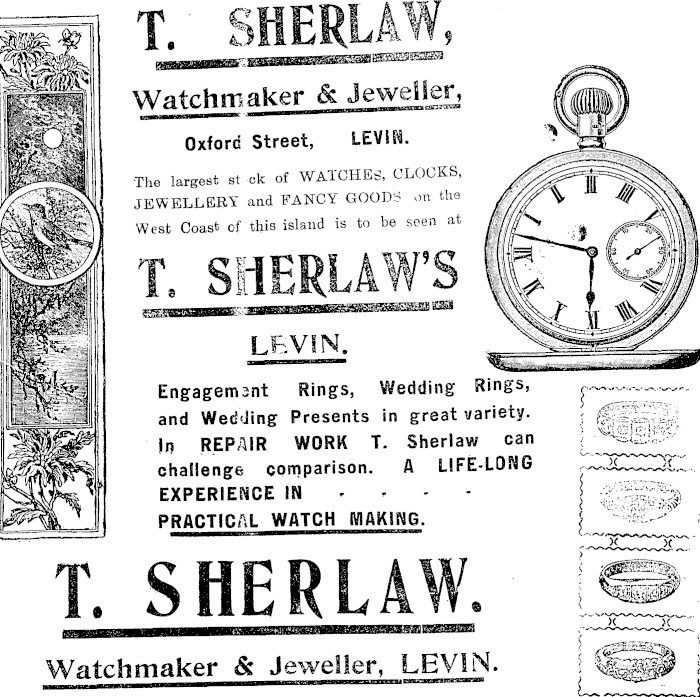 T. SHERLAW,
Watchmaker & Jeweller,
Oxford Street, LEVIN.
The largest st ck of WATCHES, CLOCKS,
JEWELLERY and FANCY GOODS on the
West Coast of this island is to be seen at
T. SHERLAW'S
LEVIN.
Engagement Rings, Wedding Rings,
and Wedding Presents in great variety.
In REPAIR WORK T. Sherlaw can
challenge comparison. A LIFE-LONG
EXPERIENCE IN - - - -
PRACTICAL WATCH MAKING.
T. SHERLAW.
Watchmaker & Jeweller, LEVIN.